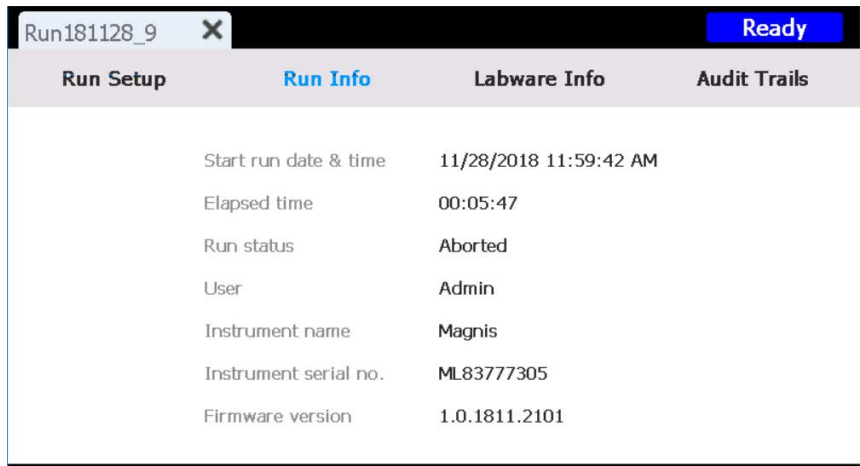 Run181128_9 Ready
Run Setup Run Info Labware Info Audit Trails
Start run date & time 11/28/2018 11:59:42 AM
Elapsed time 00:05:47
Run status Aborted
User Admin
Instrument name Magnis
Instrument serial no. ML83777305
Firmware version 1.0.1811.2101